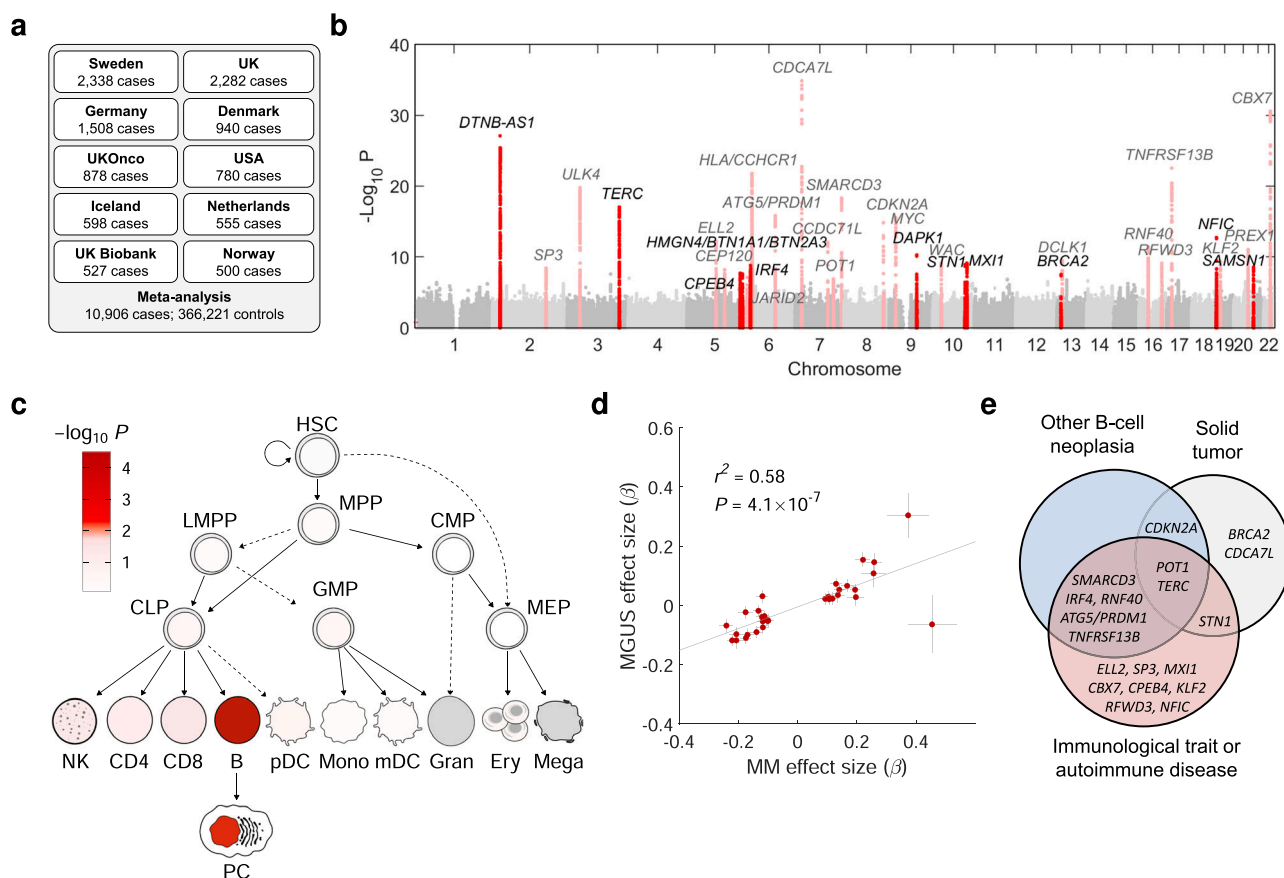 a
Sweden
2,338 cases
UK
2,282 cases
Germany
1,508 cases
Denmark
940 cases
UKOnco
878 cases
USA
780 cases
Iceland
598 cases
Netherlands
555 cases
UK Biobank
527 cases
Norway
500 cases
Meta-analysis
10,906 cases; 366,221 controls
b
-Log10 P
40
30
20
10
0
CDCA7L
CBX7
DTNB-AS1
HLA/CCHCR1
TNFRSF13B
ULK4
SMARCD3
TERC
ATG5/PRDM1
CDKN2A
MYC
ELL2
CCDC71L
NFIC
HMGN4/BTN1A1/BTN2A3
DAPK1
RNF40
PREX1
SP3
CEP120
WAC
DCLK1
RFWD3
KLF2
POT1
STN1
MXI1
BRCA2
SAMSN1
CPEB4
IRF4
JARID2
1 2 3 4 5 6 7 8 9 10 11 12 13 14 15 16 17 18 19 20 22
Chromosome
c
−log10 P
4
3
2
1
HSC
MPP
LMPP
CMP
GMP
CLP
MEP
NK CD4 CD8 B pDC Mono mDC Gran Ery Mega
PC
d
MGUS effect size (β)
0.6
0.4
0.2
0
-0.2
-0.4
r2 = 0.58
P = 4.1×10-7
-0.4 -0.2 0 0.2 0.4 0.6
MM effect size (β)
e
Other B-cell
neoplasia
Solid
tumor
CDKN2A
BRCA2
CDCA7L
POT1
TERC
SMARCD3
IRF4, RNF40
ATG5/PRDM1
TNFRSF13B
STN1
ELL2, SP3, MXI1
CBX7, CPEB4, KLF2
RFWD3, NFIC
Immunological trait or
autoimmune disease